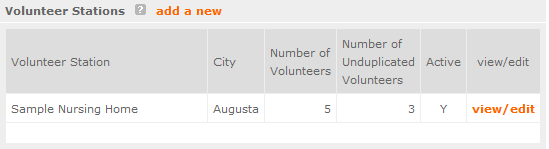 Volunteer Stations ? add a new
Volunteer Station City Number of Volunteers Number of Unduplicated Volunteers Active view/edit
Sample Nursing Home Augusta 5 3 Y view/edit